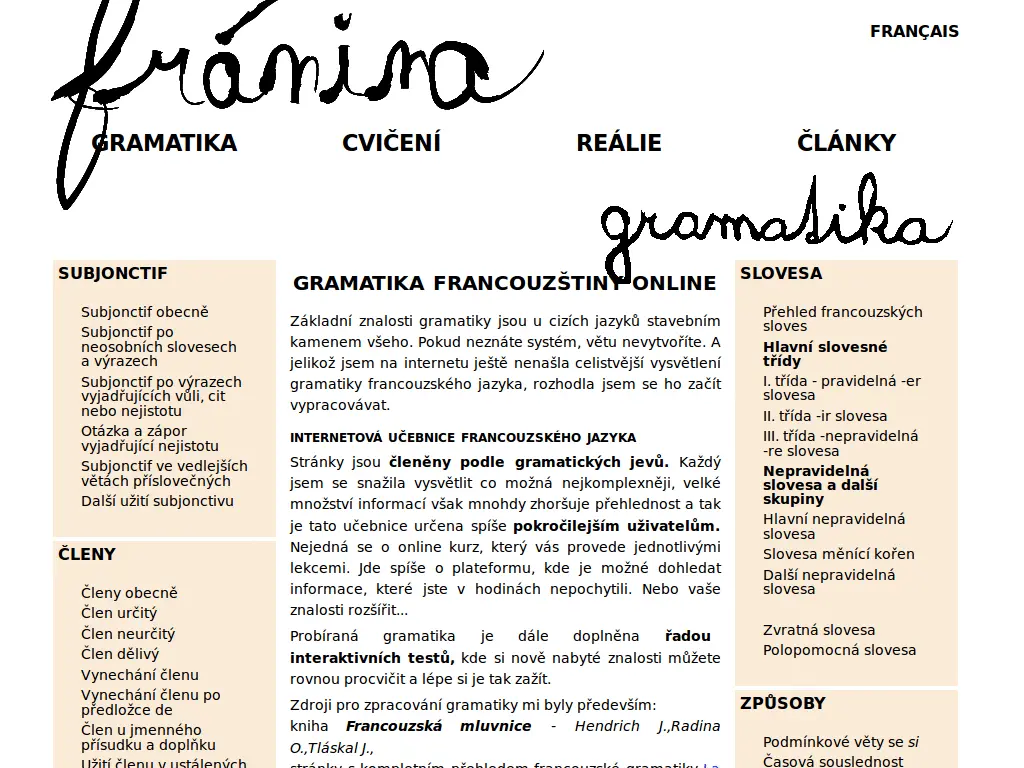 fránina
FRANÇAIS
GRAMATIKA CVIČENÍ REÁLIE ČLÁNKY
gramatika
SUBJONCTIF
Subjonctif obecně
Subjonctif po
neosobních slovesech
a výrazech
Subjonctif po výrazech
vyjadřujících vůli, cit
nebo nejistotu
Otázka a zápor
vyjadřující nejistotu
Subjonctif ve vedlejších
větách příslovečných
Další užití subjonctivu
ČLENY
Členy obecně
Člen určitý
Člen neurčitý
Člen dělivý
Vynechání členu
Vynechání členu po
předložce de
Člen u jmenného
přísudku a doplňku
Užití členu v ustálených
GRAMATIKA FRANCOUZŠTINY ONLINE
Základní znalosti gramatiky jsou u cizích jazyků stavebním
kamenem všeho. Pokud neznáte systém, větu nevytvoříte. A
jelikož jsem na internetu ještě nenašla celistvější vysvětlení
gramatiky francouzského jazyka, rozhodla jsem se ho začít
vypracovávat.
INTERNETOVÁ UČEBNICE FRANCOUZSKÉHO JAZYKA
Stránky jsou členěny podle gramatických jevů. Každý
jsem se snažila vysvětlit co možná nejkomplexněji, velké
množství informací však mnohdy zhoršuje přehlednost a tak
je tato učebnice určena spíše pokročilejším uživatelům.
Nejedná se o online kurz, který vás provede jednotlivými
lekcemi. Jde spíše o plateformu, kde je možné dohledat
informace, které jste v hodinách nepochytili. Nebo vaše
znalosti rozšířit...
Probíraná gramatika je dále doplněna řadou
interaktivních testů, kde si nově nabyté znalosti můžete
rovnou procvičit a lépe si je tak zažít.
Zdroji pro zpracování gramatiky mi byly především:
kniha Francouzská mluvnice - Hendrich J.,Radina
O.,Tláskal J.,
stránky s kompletním přehledem francouzské gramatiky La
SLOVESA
Přehled francouzských
sloves
Hlavní slovesné
třídy
I. třída - pravidelná -er
slovesa
II. třída -ir slovesa
III. třída -nepravidelná
-re slovesa
Nepravidelná
slovesa a další
skupiny
Hlavní nepravidelná
slovesa
Slovesa měnící kořen
Další nepravidelná
slovesa
Zvratná slovesa
Polopomocná slovesa
ZPŮSOBY
Podmínkové věty se si
Časová souslednost